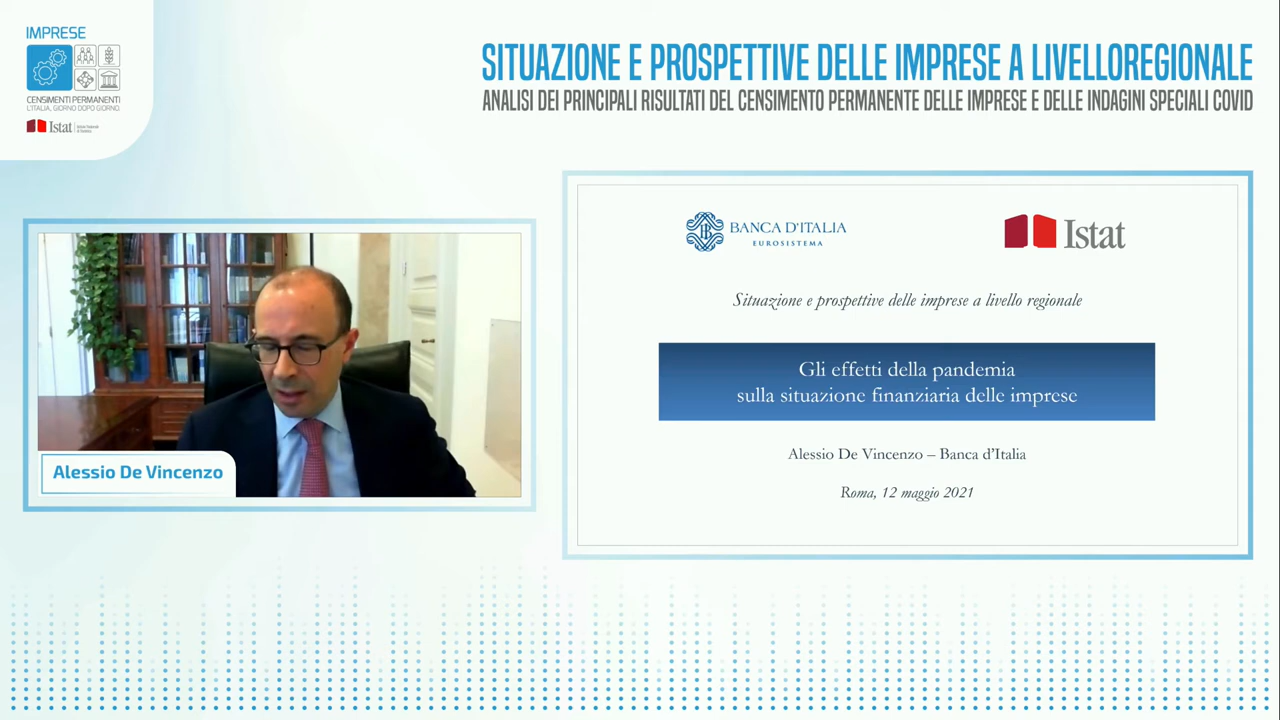 IMPRESE
CENSIMENTI PERMANENTI
L'ITALIA, GIORNO DOPO GIORNO.
Istat
SITUAZIONE E PROSPETTIVE DELLE IMPRESE A LIVELLOREGIONALE
ANALISI DEI PRINCIPALI RISULTATI DEL CENSIMENTO PERMANENTE DELLE IMPRESE E DELLE INDAGINI SPECIALI COVID
Alessio De Vincenzo
BANCA D'ITALIA
EUROSISTEMA
Istat
Situazione e prospettive delle imprese a livello regionale
Gli effetti della pandemia
sulla situazione finanziaria delle imprese
Alessio De Vincenzo – Banca d'Italia
Roma, 12 maggio 2021